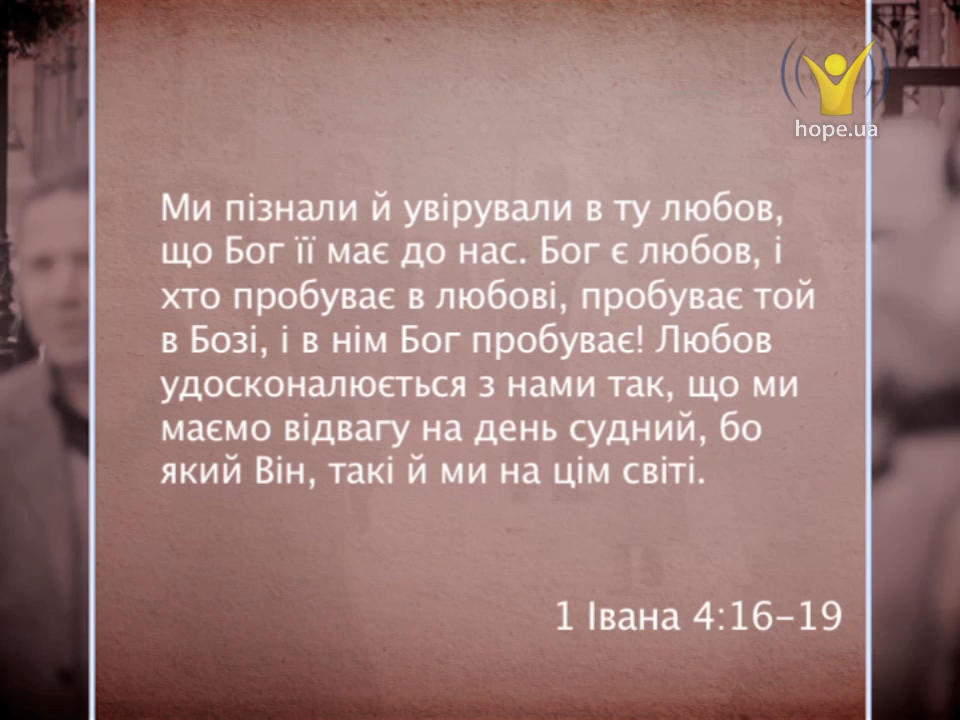 hope.ua
Ми пізнали й увірували в ту любов,
що Бог її має до нас. Бог є любов, і
хто пробуває в любові, пробуває той
в Бозі, і в нім Бог пробуває! Любов
удосконалюється з нами так, що ми
маємо відвагу на день судний, бо
який Він, такі й ми на цім світі.
1 Івана 4:16–19